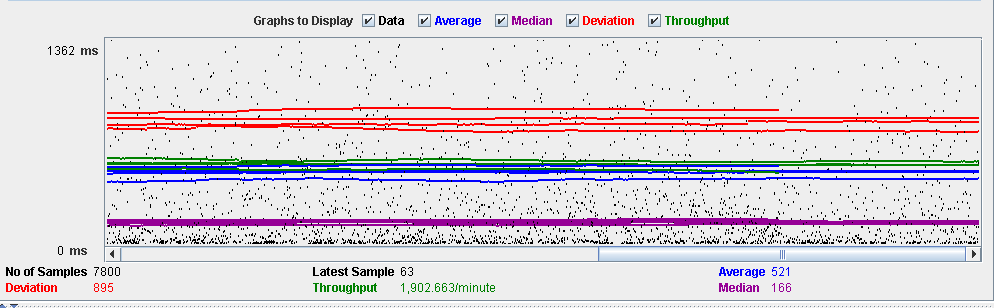 Graphs to Display Data Average Median Deviation Throughput
1362 ms
0 ms
No of Samples 7800 Latest Sample 63 Average 521
Deviation 895 Throughput 1,902.663/minute Median 166